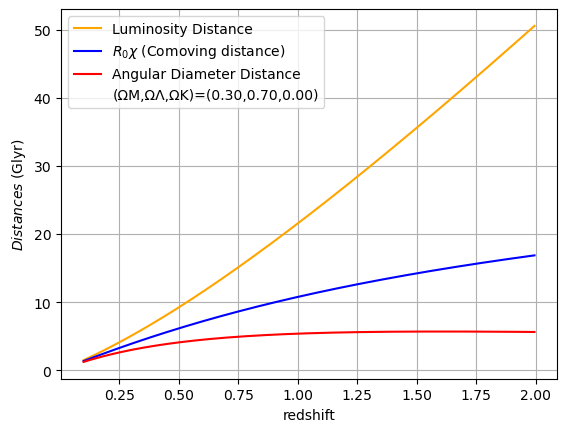 Luminosity Distance
R₀χ (Comoving distance)
Angular Diameter Distance
(ΩM,ΩΛ,ΩK)=(0.30,0.70,0.00)
Distances (Glyr)
50
40
30
20
10
0
0.25 0.50 0.75 1.00 1.25 1.50 1.75 2.00
redshift